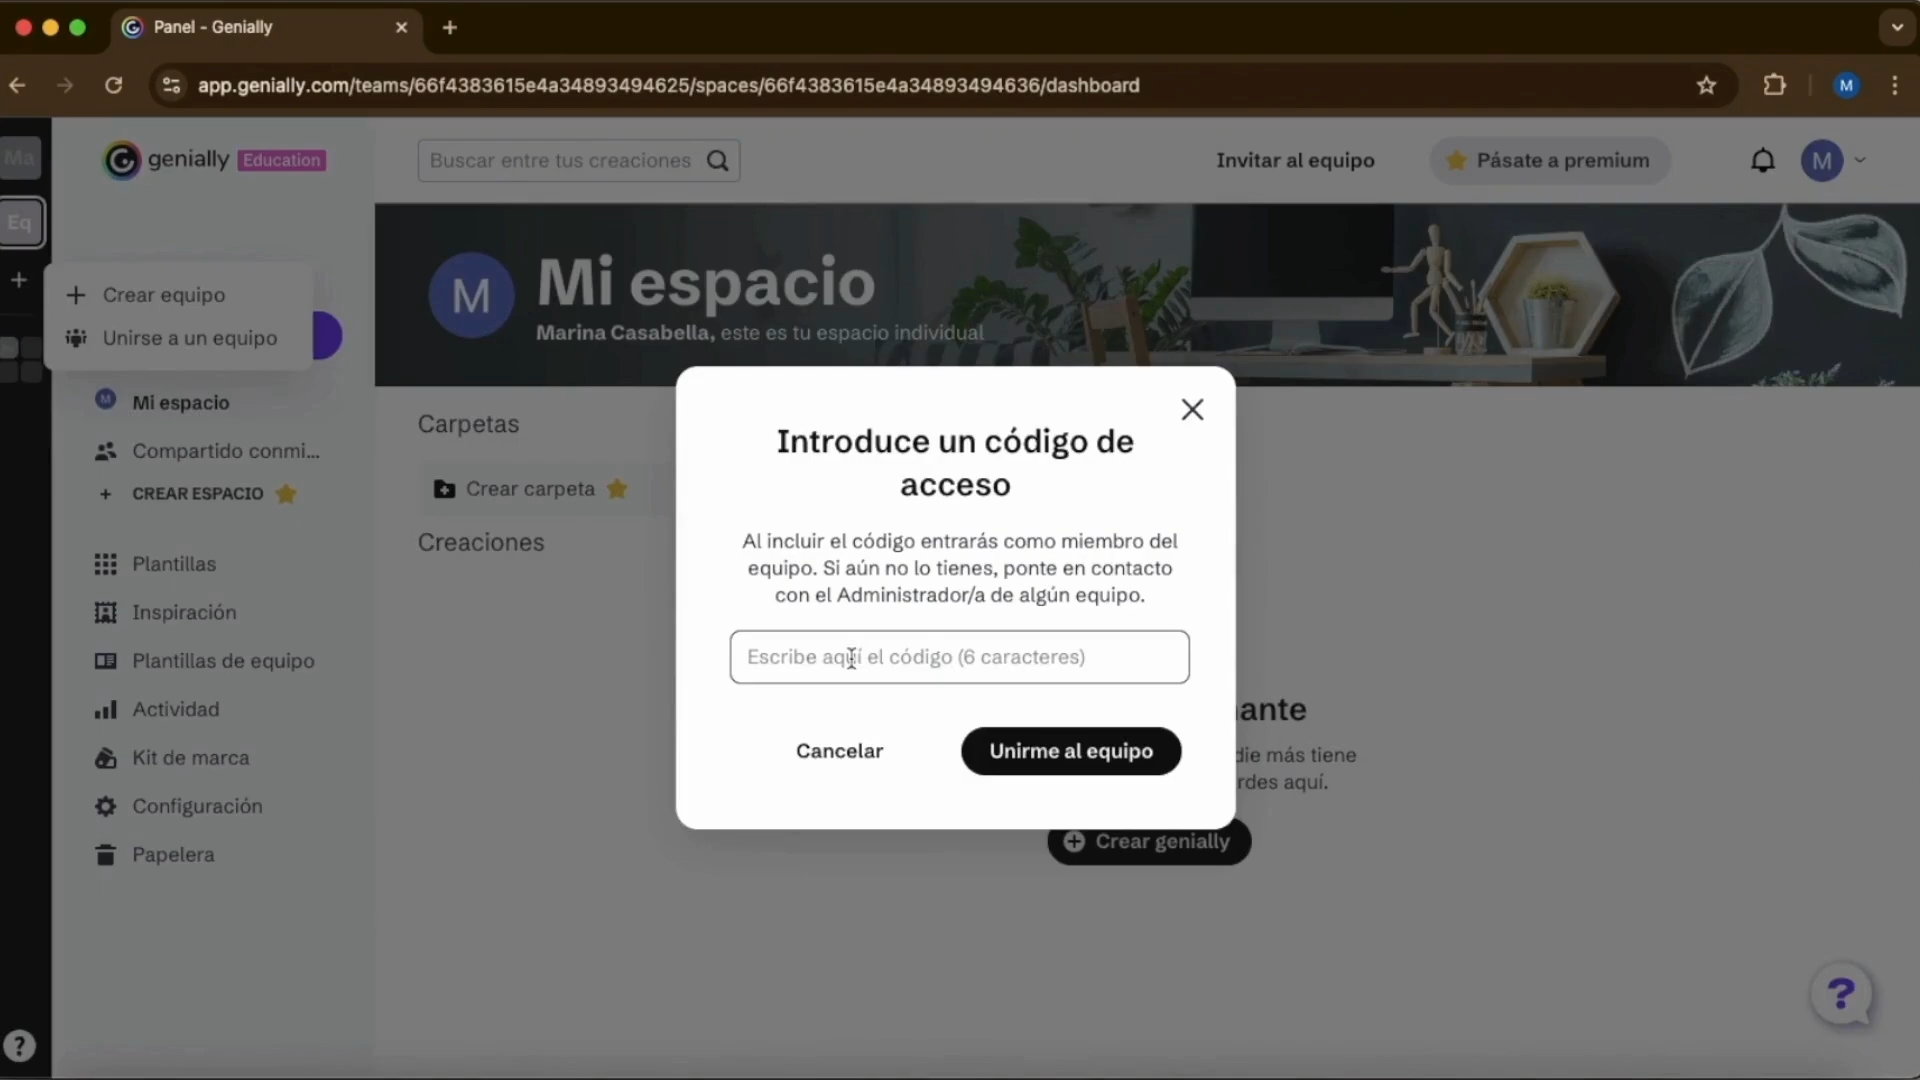 Panel - Genially
app.genially.com/teams/66f4383615e4a34893494625/spaces/66f4383615e4a34893494636/dashboard
Ma
Eq
genially Education
Buscar entre tus creaciones
Invitar al equipo
Pásate a premium
M
M
Crear equipo
Unirse a un equipo
M
Mi espacio
Marina Casabella, este es tu espacio individual
M
Mi espacio
Compartido conmi...
+ CREAR ESPACIO
Plantillas
Inspiración
Plantillas de equipo
Actividad
Kit de marca
Configuración
Papelera
Carpetas
Crear carpeta
Creaciones
Introduce un código de
acceso
Al incluir el código entrarás como miembro del
equipo. Si aún no lo tienes, ponte en contacto
con el Administrador/a de algún equipo.
Escribe aquí el código (6 caracteres)
Cancelar
Unirme al equipo
más tiene
aquí.
Crear genially
?
?